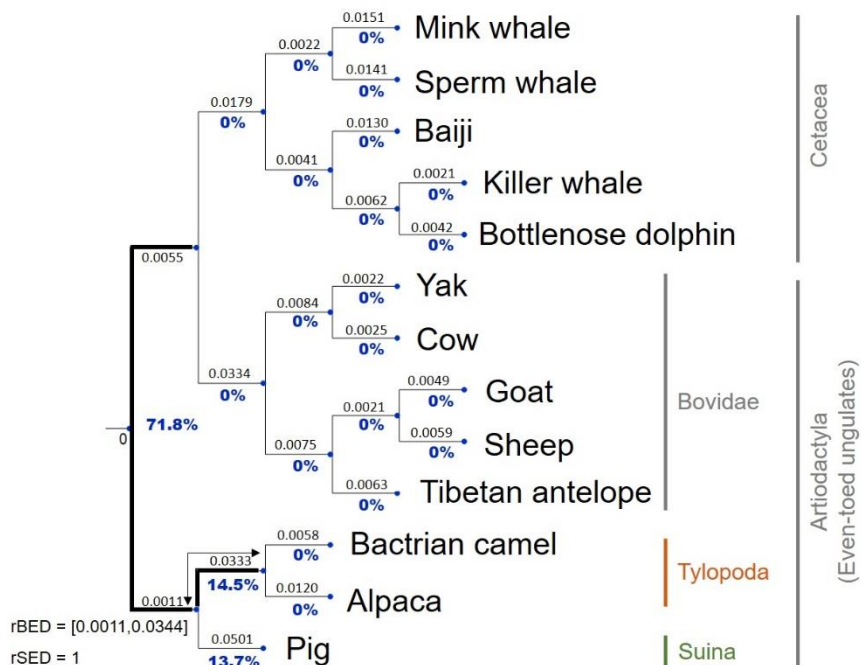 0.0151
Mink whale
0%
0.0022
0%
0.0141
Sperm whale
0%
0.0179
0%
0.0130
Baiji
0%
0.0041
0%
0.0021
Killer whale
0%
0.0062
0%
0.0042
Bottlenose dolphin
0%
Cetacea
0.0055
0.0022
Yak
0%
0.0084
0%
0.0025
Cow
0%
0.0334
0%
0.0049
Goat
0%
0.0021
0%
0.0059
Sheep
0%
0.0075
0%
0.0063
Tibetan antelope
0%
Bovidae
Artiodactyla
(Even-toed ungulates)
71.8%
0
0.0058
Bactrian camel
0%
0.0333
14.5%
0.0120
Alpaca
0%
Tylopoda
0.0011
rBED = [0.0011,0.0344]
0.0501
Pig
13.7%
Suina
rSED = 1